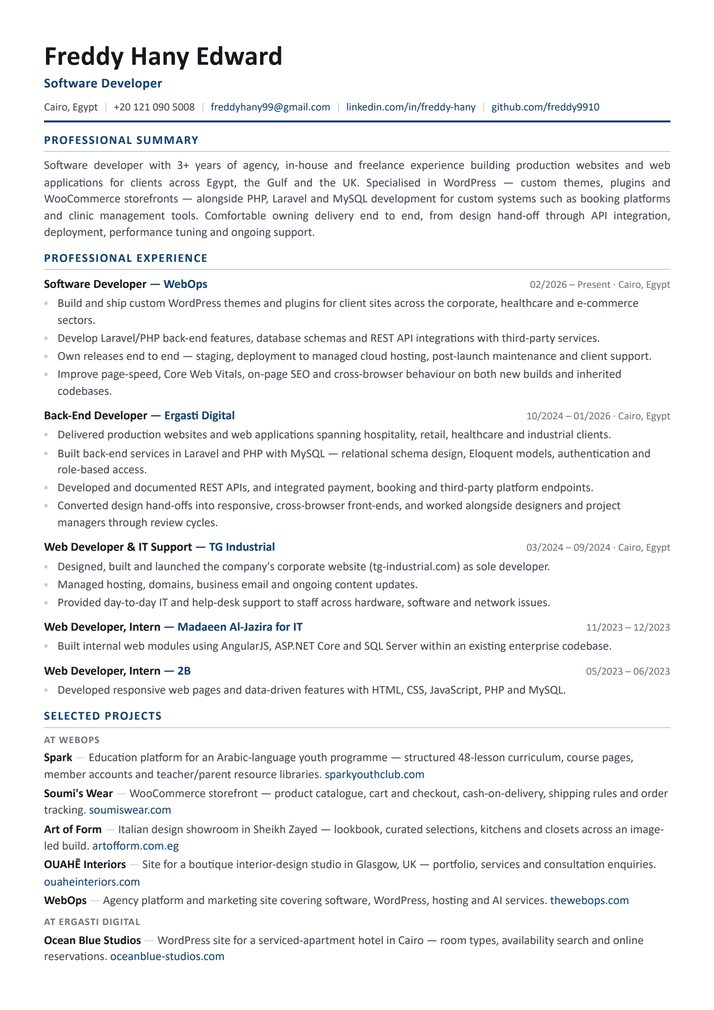 Freddy Hany Edward
Software Developer
Cairo, Egypt | +20 121 090 5008 | freddyhany99@gmail.com | linkedin.com/in/freddy-hany | github.com/freddy9910
PROFESSIONAL SUMMARY
Software developer with 3+ years of agency, in-house and freelance experience building production websites and web
applications for clients across Egypt, the Gulf and the UK. Specialised in WordPress — custom themes, plugins and
WooCommerce storefronts — alongside PHP, Laravel and MySQL development for custom systems such as booking platforms
and clinic management tools. Comfortable owning delivery end to end, from design hand-off through API integration,
deployment, performance tuning and ongoing support.
PROFESSIONAL EXPERIENCE
Software Developer — WebOps 02/2026 – Present · Cairo, Egypt
• Build and ship custom WordPress themes and plugins for client sites across the corporate, healthcare and e-commerce
sectors.
• Develop Laravel/PHP back-end features, database schemas and REST API integrations with third-party services.
• Own releases end to end — staging, deployment to managed cloud hosting, post-launch maintenance and client support.
• Improve page-speed, Core Web Vitals, on-page SEO and cross-browser behaviour on both new builds and inherited
codebases.
Back-End Developer — Ergasti Digital 10/2024 – 01/2026 · Cairo, Egypt
• Delivered production websites and web applications spanning hospitality, retail, healthcare and industrial clients.
• Built back-end services in Laravel and PHP with MySQL — relational schema design, Eloquent models, authentication and
role-based access.
• Developed and documented REST APIs, and integrated payment, booking and third-party platform endpoints.
• Converted design hand-offs into responsive, cross-browser front-ends, and worked alongside designers and project
managers through review cycles.
Web Developer & IT Support — TG Industrial 03/2024 – 09/2024 · Cairo, Egypt
• Designed, built and launched the company's corporate website (tg-industrial.com) as sole developer.
• Managed hosting, domains, business email and ongoing content updates.
• Provided day-to-day IT and help-desk support to staff across hardware, software and network issues.
Web Developer, Intern — Madaeen Al-Jazira for IT 11/2023 – 12/2023
• Built internal web modules using AngularJS, ASP.NET Core and SQL Server within an existing enterprise codebase.
Web Developer, Intern — 2B 05/2023 – 06/2023
• Developed responsive web pages and data-driven features with HTML, CSS, JavaScript, PHP and MySQL.
SELECTED PROJECTS
AT WEBOPS
Spark — Education platform for an Arabic-language youth programme — structured 48-lesson curriculum, course pages,
member accounts and teacher/parent resource libraries. sparkyouthclub.com
Soumi's Wear — WooCommerce storefront — product catalogue, cart and checkout, cash-on-delivery, shipping rules and order
tracking. soumiswear.com
Art of Form — Italian design showroom in Sheikh Zayed — lookbook, curated selections, kitchens and closets across an image-
led build. artofform.com.eg
OUAHĒ Interiors — Site for a boutique interior-design studio in Glasgow, UK — portfolio, services and consultation enquiries.
ouaheinteriors.com
WebOps — Agency platform and marketing site covering software, WordPress, hosting and AI services. thewebops.com
AT ERGASTI DIGITAL
Ocean Blue Studios — WordPress site for a serviced-apartment hotel in Cairo — room types, availability search and online
reservations. oceanblue-studios.com